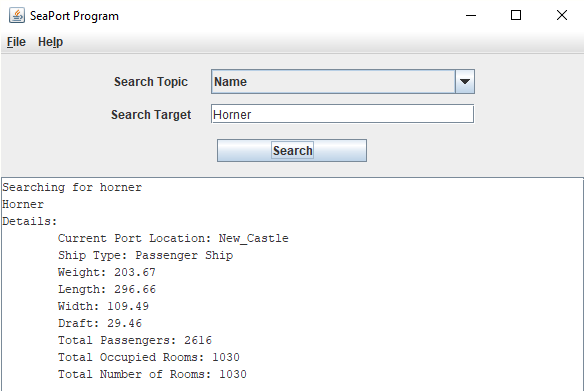 SeaPort Program
File Help
Search Topic Name
Search Target Horner
Search
Searching for horner
Horner
Details:
Current Port Location: New_Castle
Ship Type: Passenger Ship
Weight: 203.67
Length: 296.66
Width: 109.49
Draft: 29.46
Total Passengers: 2616
Total Occupied Rooms: 1030
Total Number of Rooms: 1030